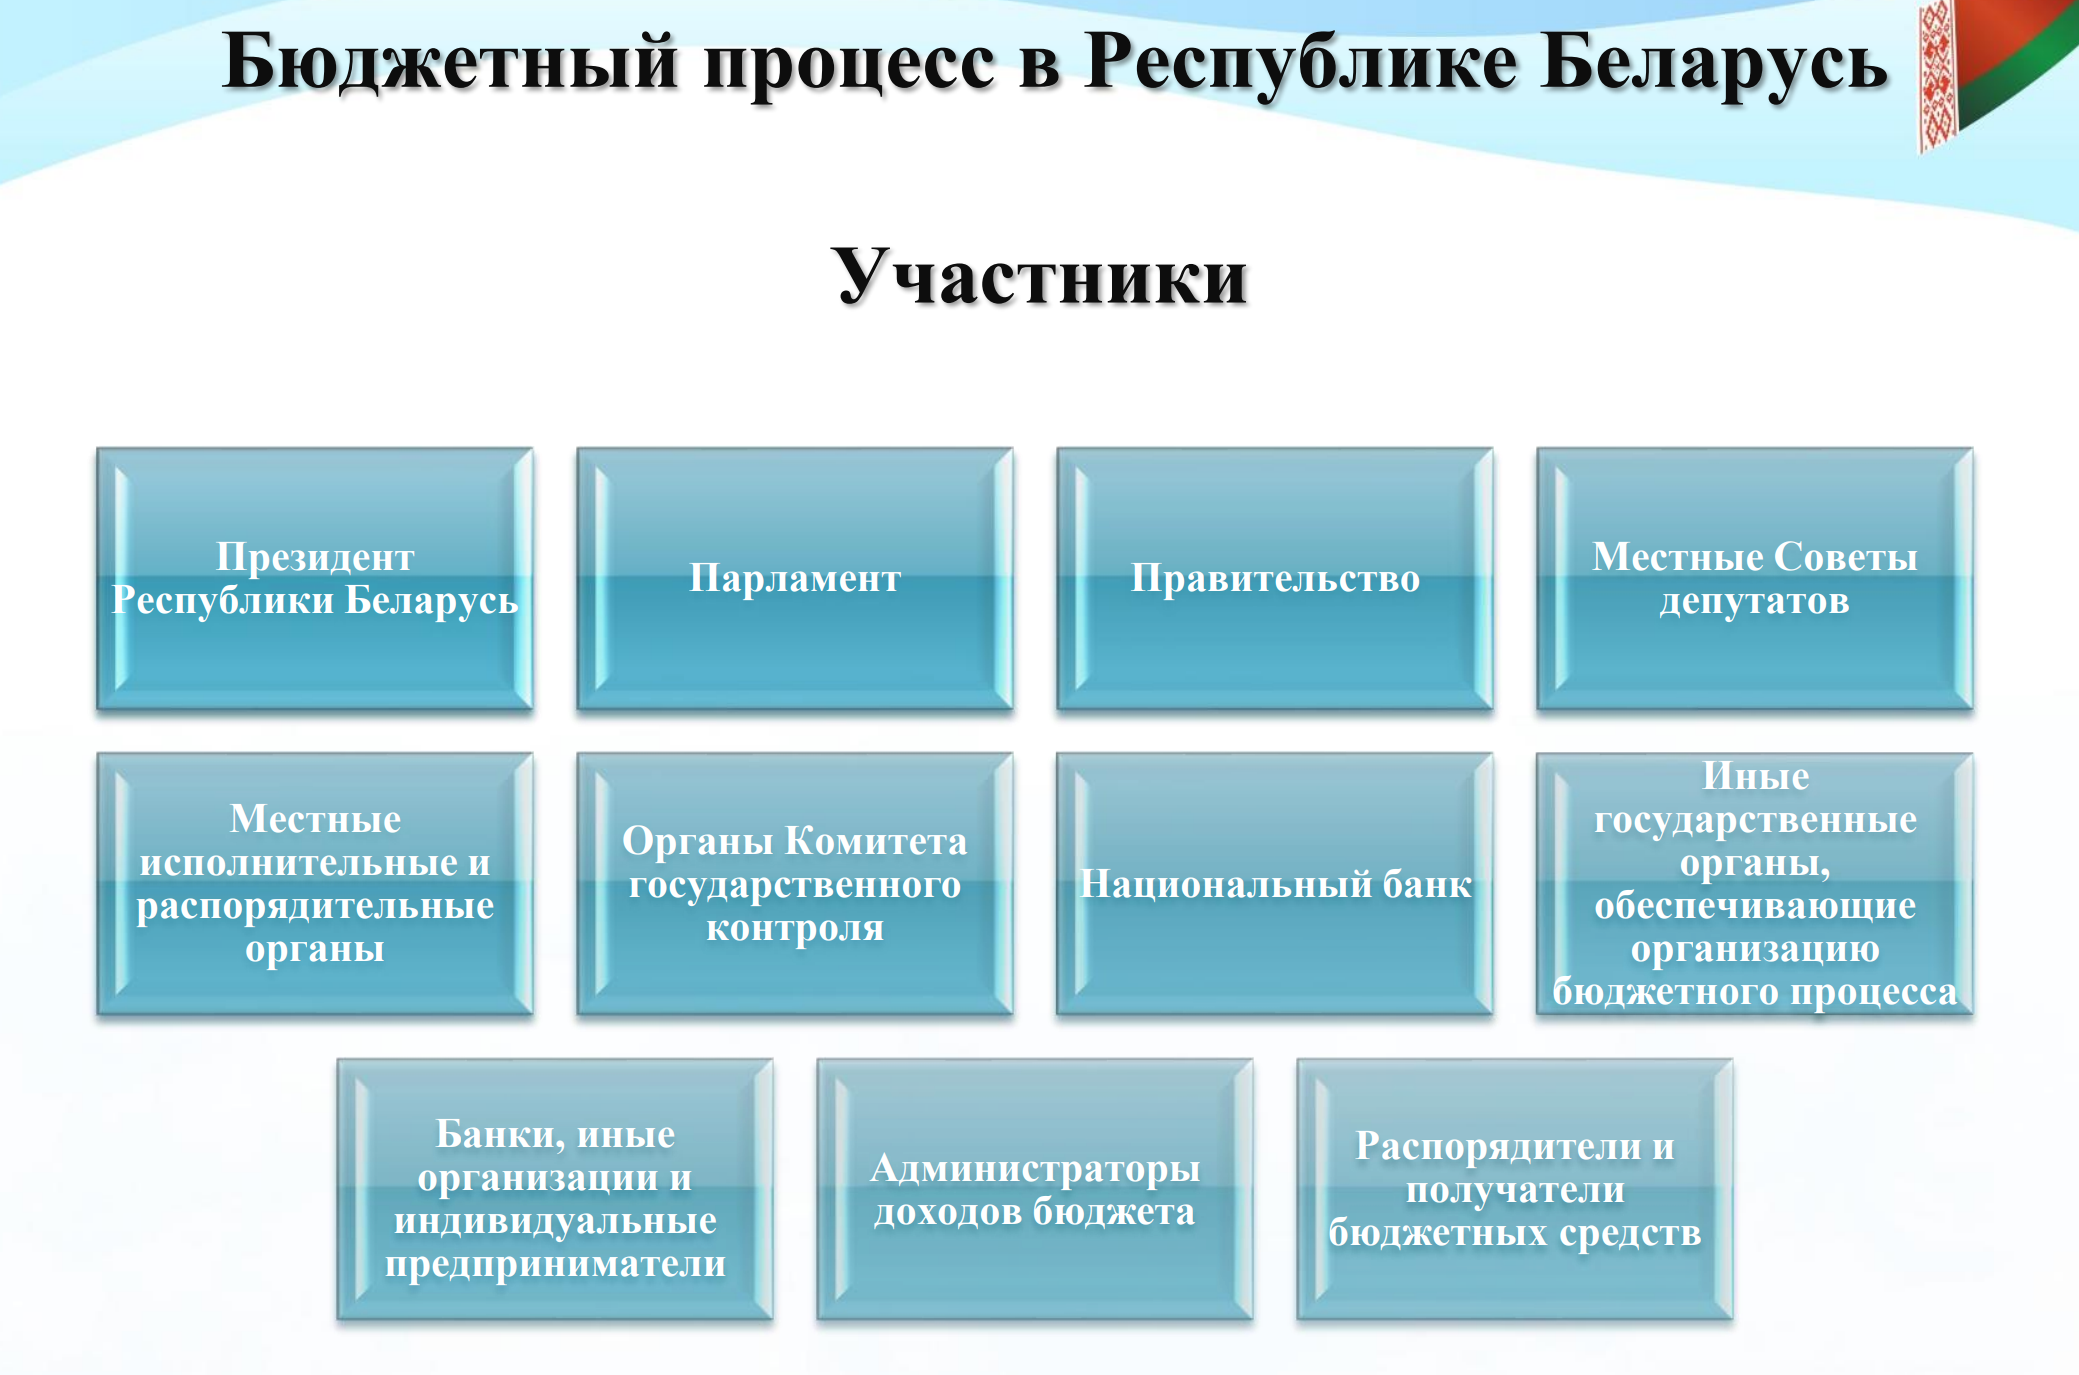 Бюджетный процесс в Республике Беларусь
Участники
Президент
Республики Беларусь
Парламент
Правительство
Местные Советы
депутатов
Местные
исполнительные и
распорядительные
органы
Органы Комитета
государственного
контроля
Национальный банк
Иные
государственные
органы,
обеспечивающие
организацию
бюджетного процесса
Банки, иные
организации и
индивидуальные
предприниматели
Администраторы
доходов бюджета
Распорядители и
получатели
бюджетных средств